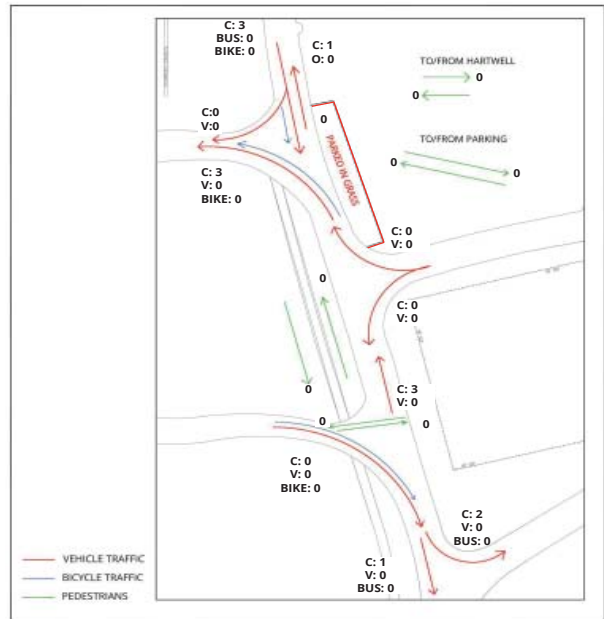 C: 3
BUS: 0
BIKE: 0
C: 1
O: 0
TO/FROM HARTWELL
0
0
C:0
V:0
0
PARKED IN GRASS
TO/FROM PARKING
0
0
C: 3
V: 0
BIKE: 0
C: 0
V: 0
0
C: 0
V: 0
0
C: 3
V: 0
0
0
C: 0
V: 0
BIKE: 0
C: 2
V: 0
BUS: 0
C: 1
V: 0
BUS: 0
VEHICLE TRAFFIC
BICYCLE TRAFFIC
PEDESTRIANS